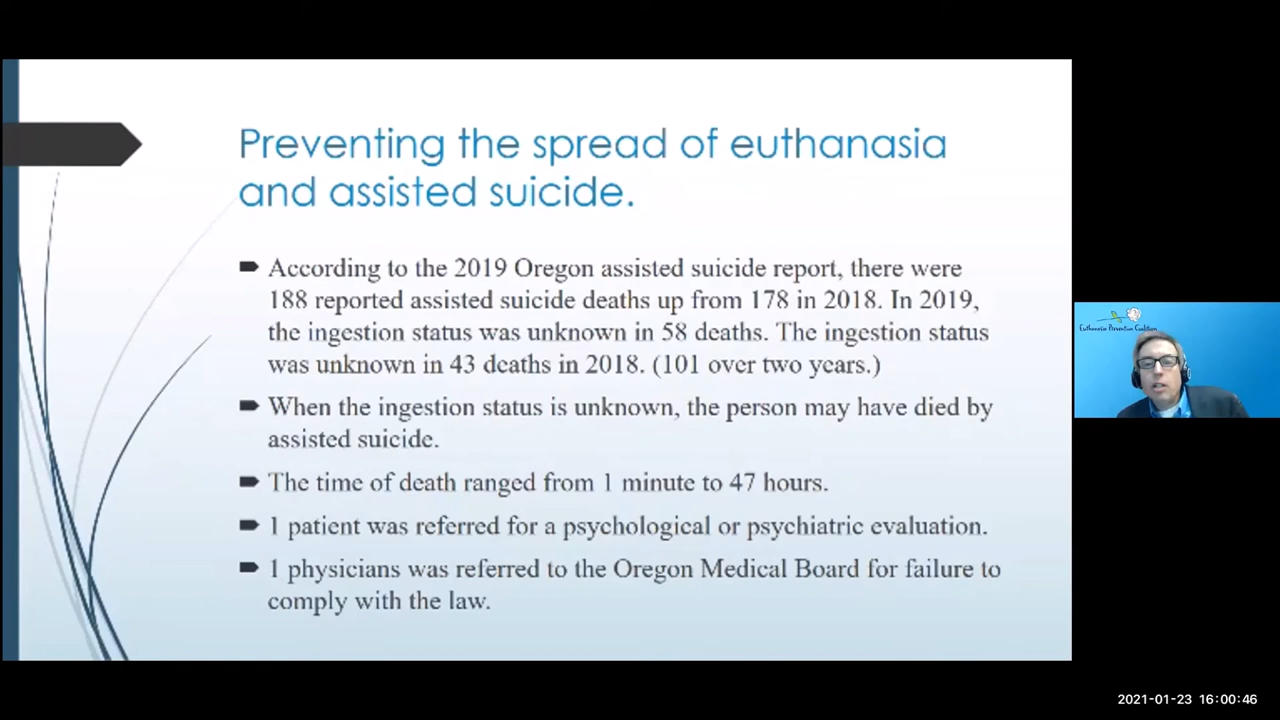 Preventing the spread of euthanasia
and assisted suicide.
According to the 2019 Oregon assisted suicide report, there were
188 reported assisted suicide deaths up from 178 in 2018. In 2019,
the ingestion status was unknown in 58 deaths. The ingestion status
was unknown in 43 deaths in 2018. (101 over two years.)
When the ingestion status is unknown, the person may have died by
assisted suicide.
The time of death ranged from 1 minute to 47 hours.
1 patient was referred for a psychological or psychiatric evaluation.
1 physicians was referred to the Oregon Medical Board for failure to
comply with the law.
Euthanasia Prevention Coalition
2021-01-23 16:00:46